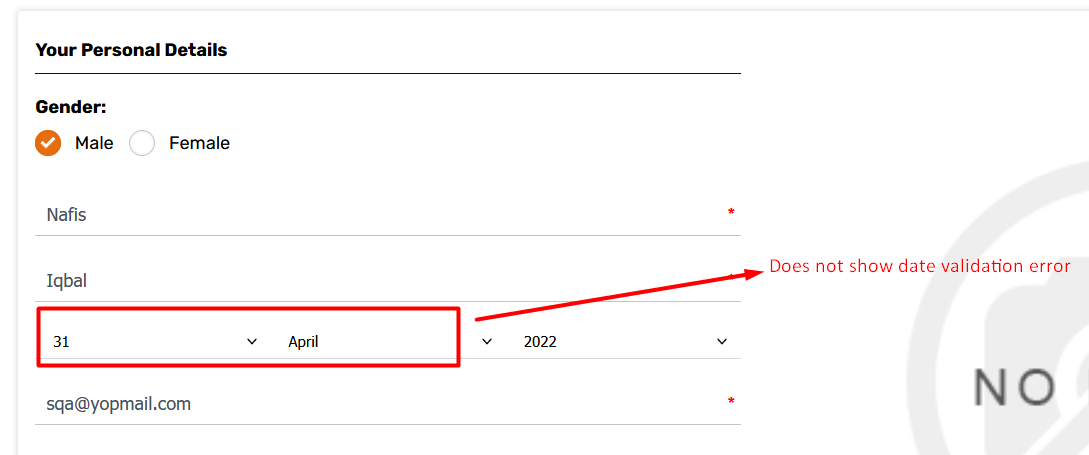 Your Personal Details
Gender:
Male Female
Nafis *
Iqbal
Does not show date validation error
31 April 2022
NO
sqa@yopmail.com *